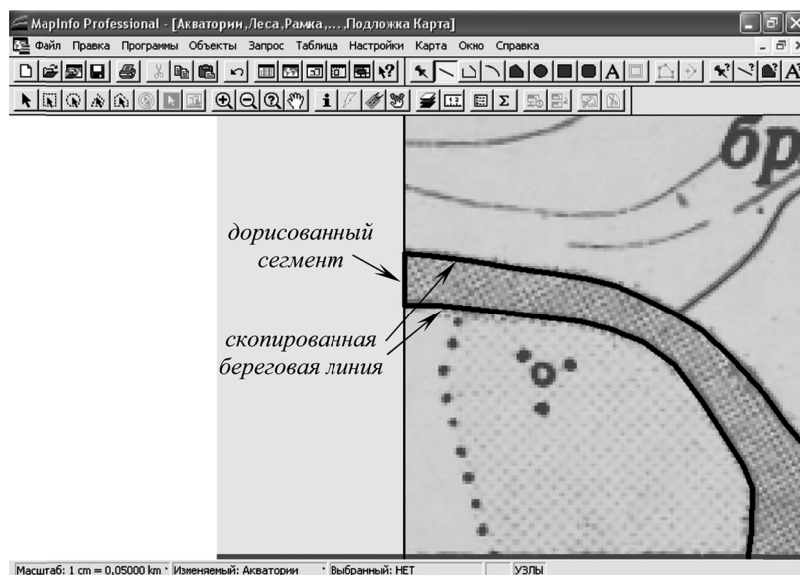 MapInfo Professional - [Акватории,Леса,Рамка,...,Подложка Карта]
Файл Правка Программы Объекты Запрос Таблица Настройки Карта Окно Справка
бр
дорисованный
сегмент
скопированная
береговая линия
Масштаб: 1 cm = 0,05000 km Изменяемый: Акватории Выбранный: НЕТ УЗЛЫ